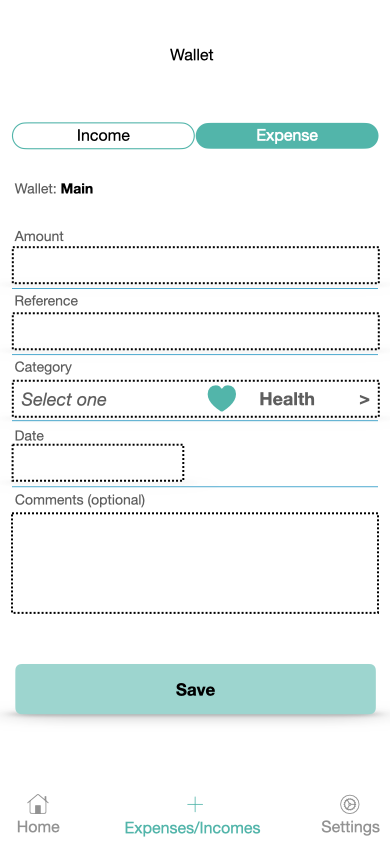 Wallet
Income Expense
Wallet: Main
Amount
Reference
Category
Select one Health >
Date
Comments (optional)
Save
Home Expenses/Incomes Settings